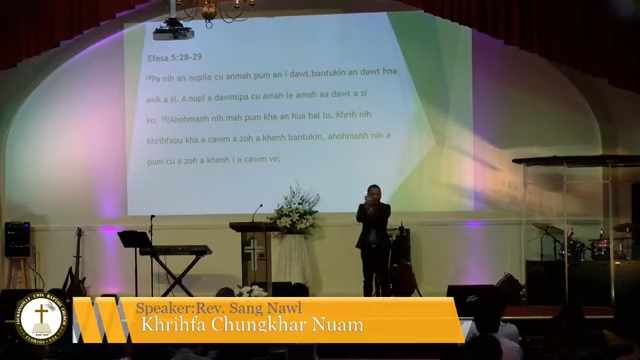 Efesa 5:28-29
²⁸Pa nih an nupile cu anmah pum an i dawt bantukin an dawt hna
awk a si. A nupi a dawmipa cu amah le amah aa dawt a si
ko. ²⁹(Ahohmanh nih mah pum kha an hua bal lo. Khrih nih
khrihfabu kha a cawm a zoh a khenh bantukin, ahohmanh nih a
pum cu a zoh a khenh i a cawm ve;
Speaker:Rev. Sang Nawl
Khrihfa Chungkhar Nuam